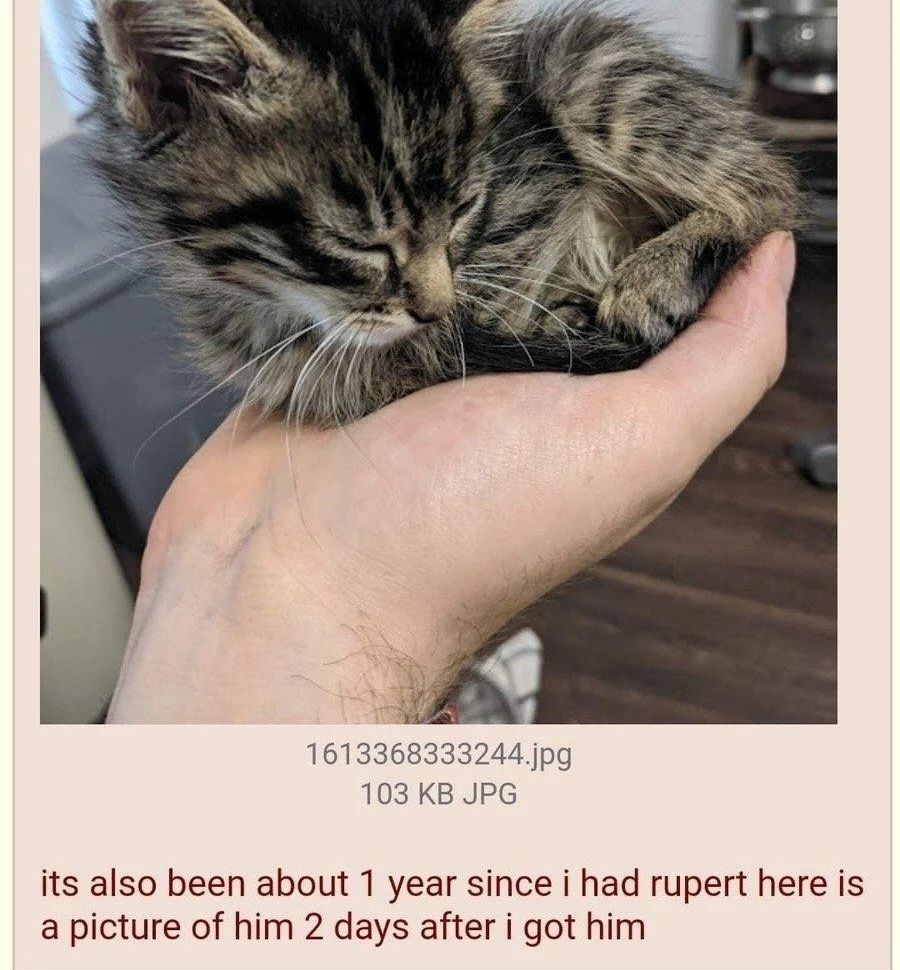 1613368333244.jpg
103 KB JPG
its also been about 1 year since i had rupert here is
a picture of him 2 days after i got him